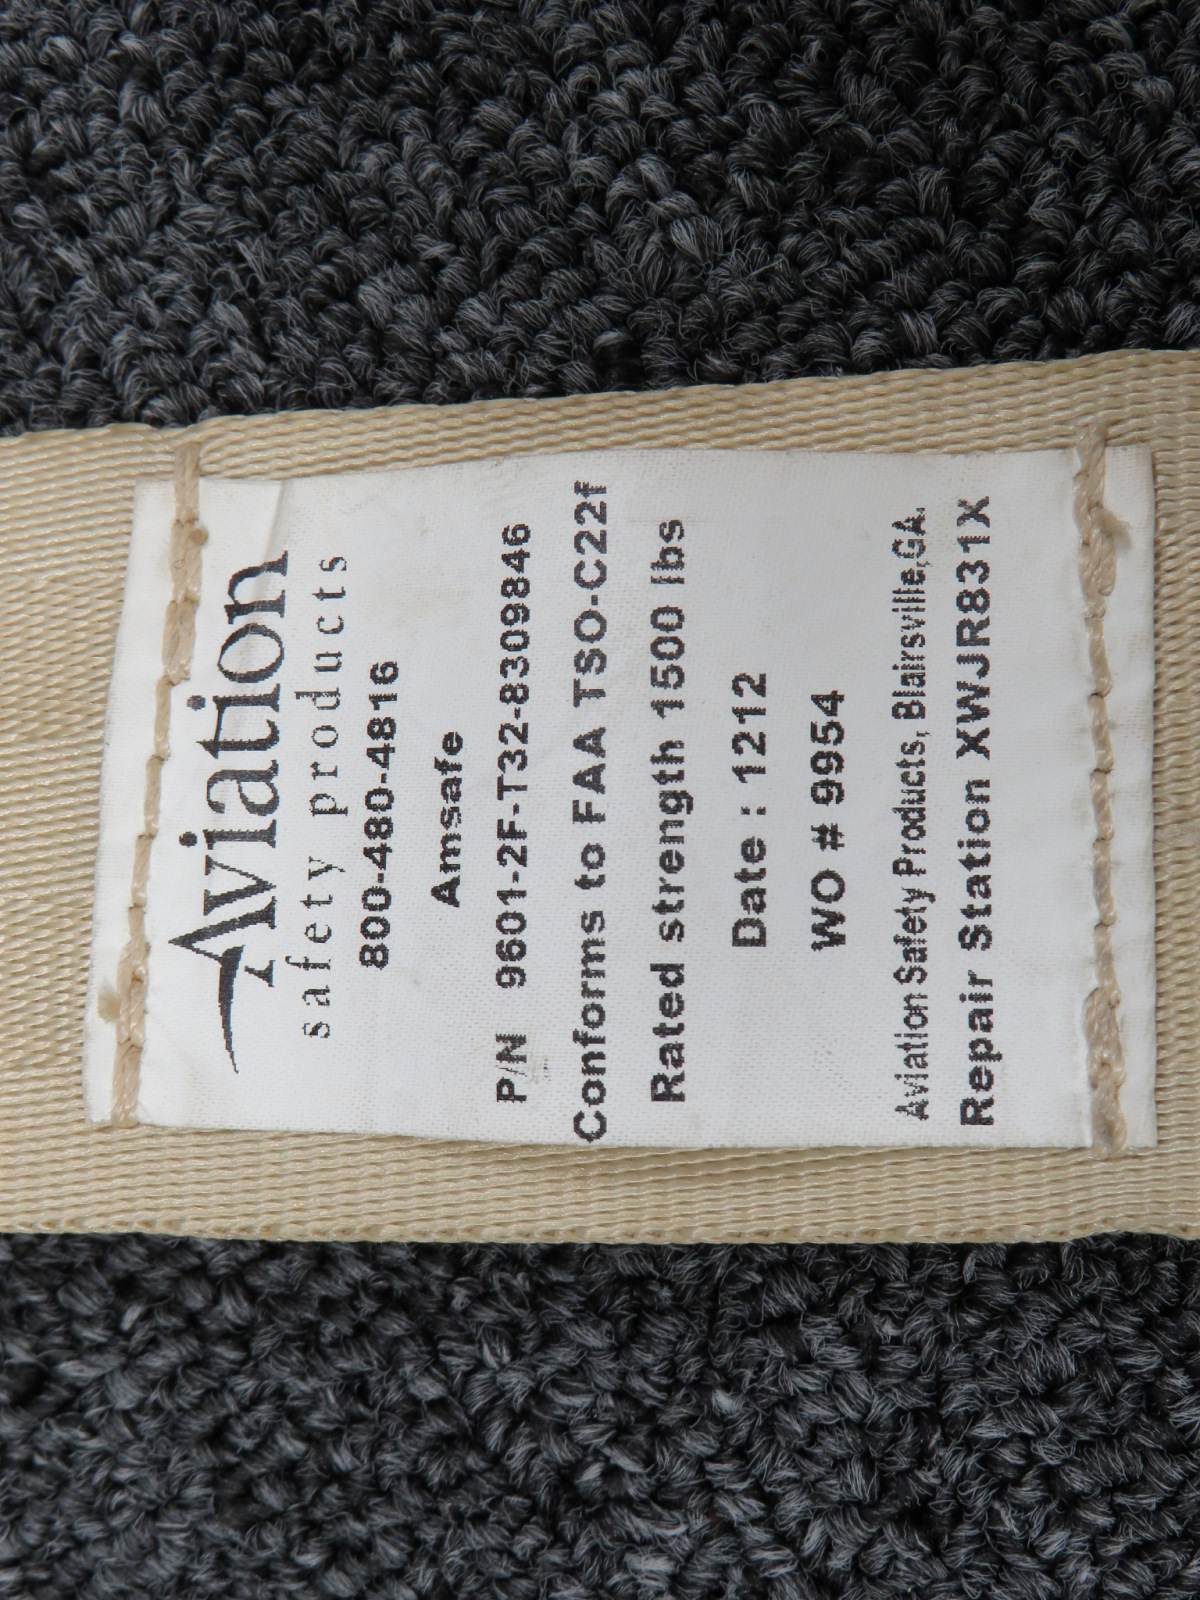 Aviation
safety products
800-480-4816
Amsafe
P/N 9601-2F-T32-8309846
Conforms to FAA TSO-C22f
Rated strength 1500 lbs
Date : 1212
WO # 9954
Aviation Safety Products, Blairsville,GA.
Repair Station XWJR831X